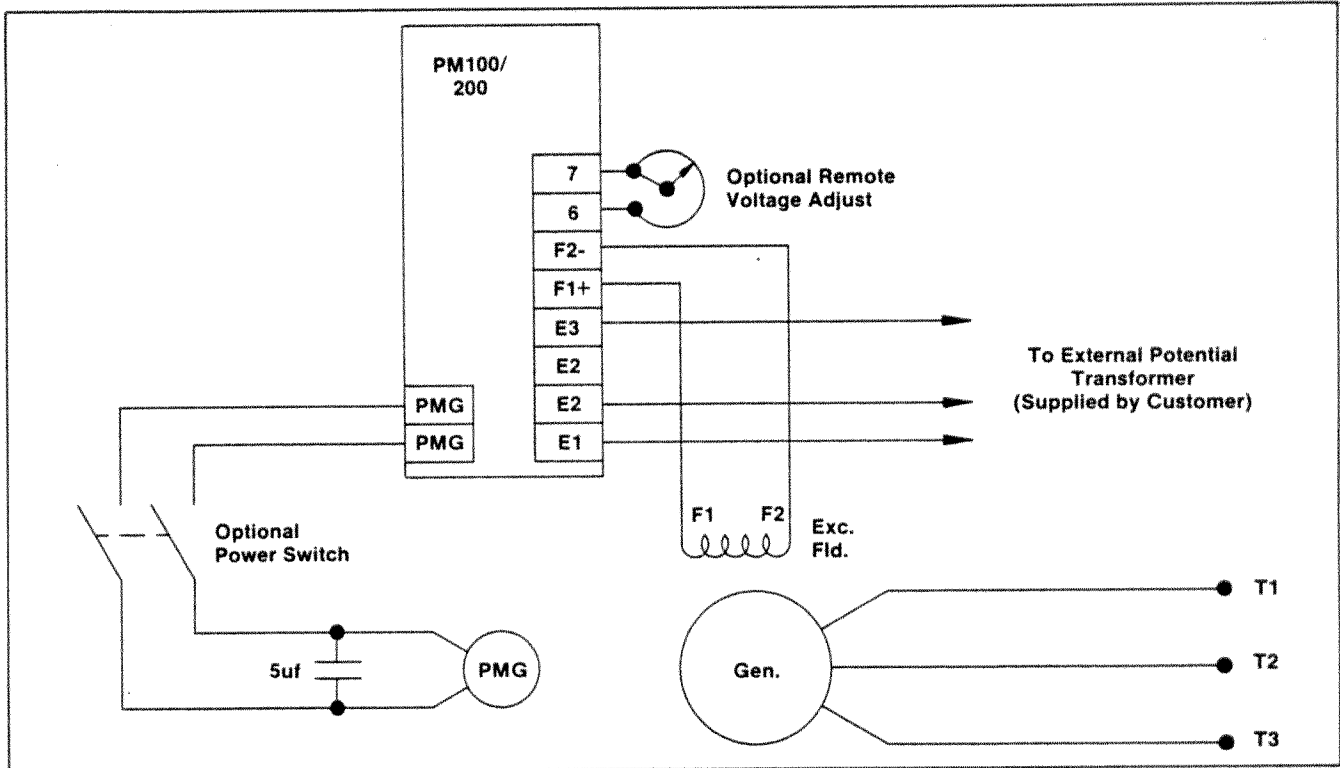 PM100/
200
7
6
F2-
F1+
E3
E2
E2
E1
PMG
PMG
Optional Remote
Voltage Adjust
To External Potential
Transformer
(Supplied by Customer)
Optional
Power Switch
F1 F2
Exc.
Fld.
5uf
PMG
Gen.
T1
T2
T3